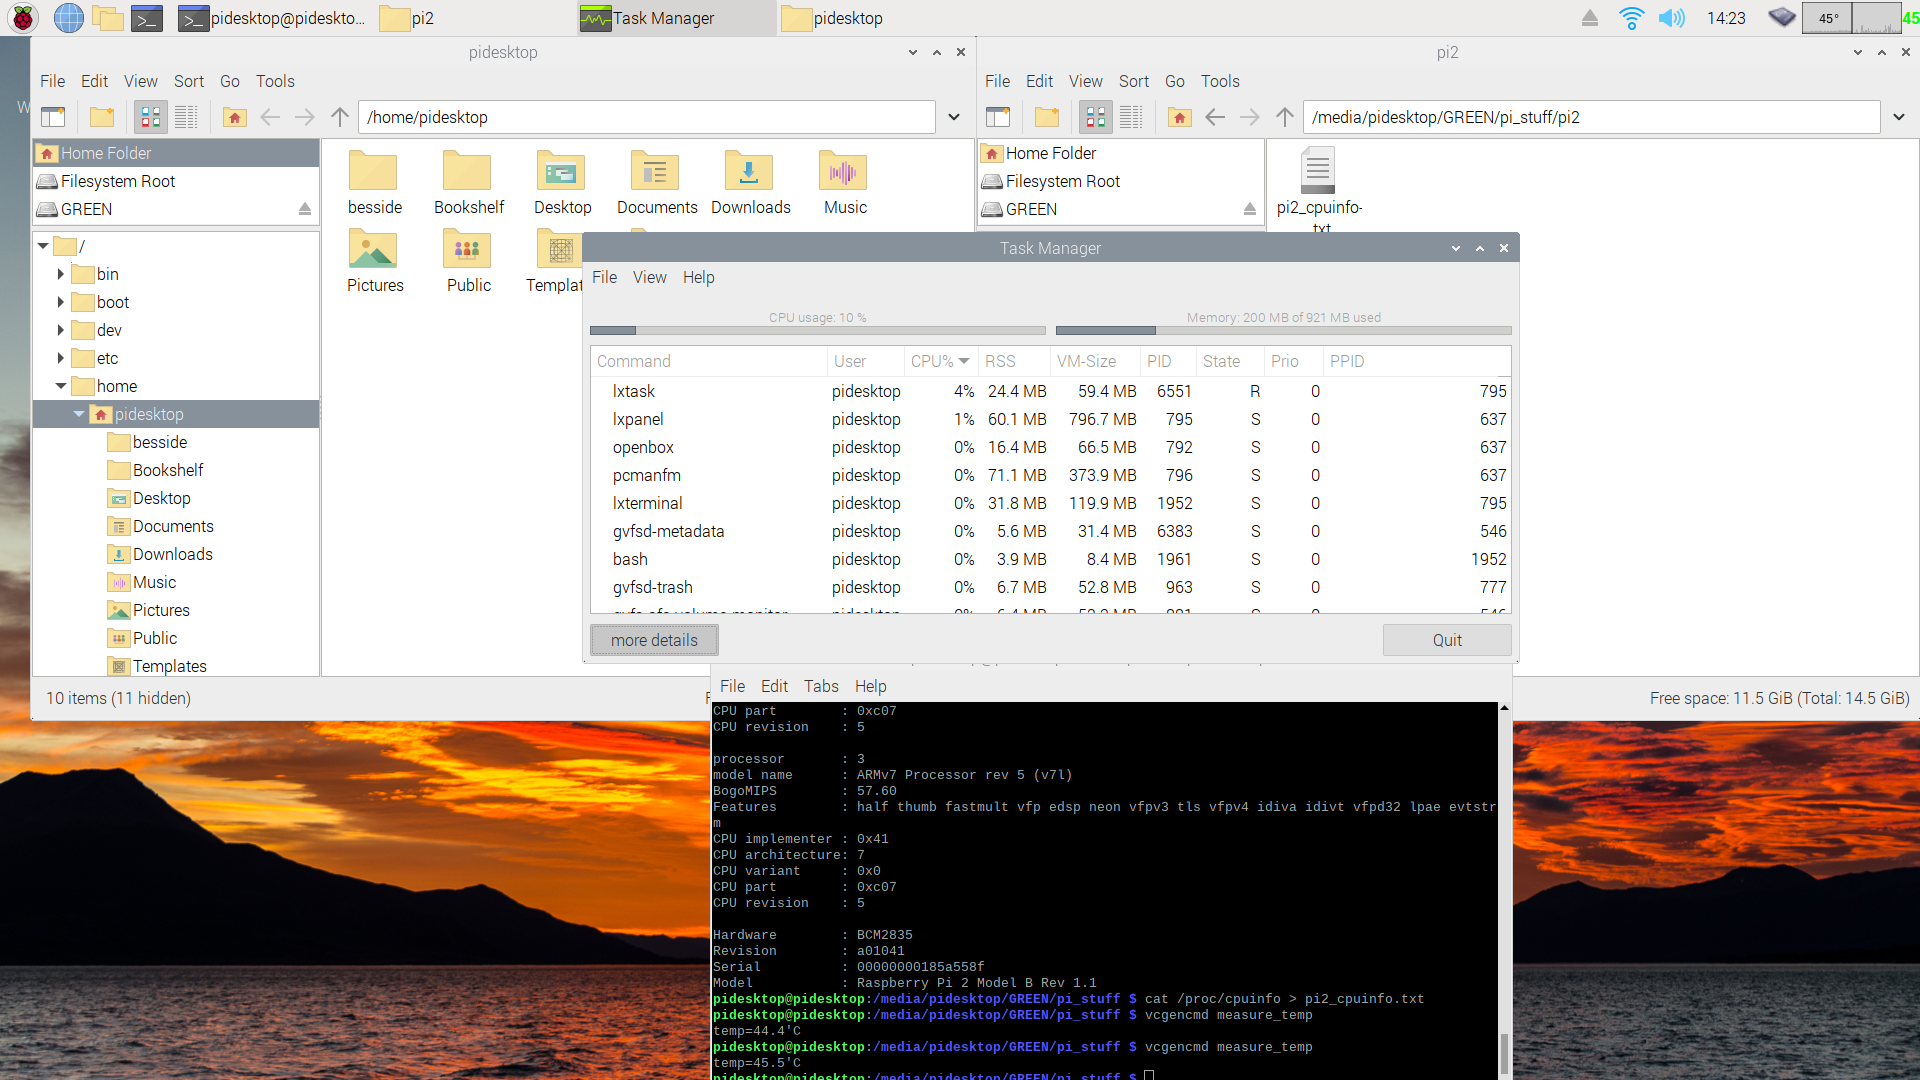 pidesktop@pideskto... pi2 Task Manager pidesktop 14:23 45° 45
pidesktop
File Edit View Sort Go Tools
/home/pidesktop
Home Folder
Filesystem Root
GREEN
/
bin
boot
dev
etc
home
pidesktop
besside
Bookshelf
Desktop
Documents
Downloads
Music
Pictures
Public
Templates
besside Bookshelf Desktop Documents Downloads Music
Pictures Public Templat
10 items (11 hidden)
pi2
File Edit View Sort Go Tools
/media/pidesktop/GREEN/pi_stuff/pi2
Home Folder
Filesystem Root
GREEN
pi2_cpuinfo-
txt
Free space: 11.5 GiB (Total: 14.5 GiB)
Task Manager
File View Help
CPU usage: 10 % Memory: 200 MB of 921 MB used
Command User CPU% RSS VM-Size PID State Prio PPID
lxtask pidesktop 4% 24.4 MB 59.4 MB 6551 R 0 795
lxpanel pidesktop 1% 60.1 MB 796.7 MB 795 S 0 637
openbox pidesktop 0% 16.4 MB 66.5 MB 792 S 0 637
pcmanfm pidesktop 0% 71.1 MB 373.9 MB 796 S 0 637
lxterminal pidesktop 0% 31.8 MB 119.9 MB 1952 S 0 795
gvfsd-metadata pidesktop 0% 5.6 MB 31.4 MB 6383 S 0 546
bash pidesktop 0% 3.9 MB 8.4 MB 1961 S 0 1952
gvfsd-trash pidesktop 0% 6.7 MB 52.8 MB 963 S 0 777
more details Quit
File Edit Tabs Help
CPU part : 0xc07
CPU revision : 5
processor : 3
model name : ARMv7 Processor rev 5 (v7l)
BogoMIPS : 57.60
Features : half thumb fastmult vfp edsp neon vfpv3 tls vfpv4 idiva idivt vfpd32 lpae evtstr
m
CPU implementer : 0x41
CPU architecture: 7
CPU variant : 0x0
CPU part : 0xc07
CPU revision : 5
Hardware : BCM2835
Revision : a01041
Serial : 00000000185a558f
Model : Raspberry Pi 2 Model B Rev 1.1
pidesktop@pidesktop:/media/pidesktop/GREEN/pi_stuff $ cat /proc/cpuinfo > pi2_cpuinfo.txt
pidesktop@pidesktop:/media/pidesktop/GREEN/pi_stuff $ vcgencmd measure_temp
temp=44.4'C
pidesktop@pidesktop:/media/pidesktop/GREEN/pi_stuff $ vcgencmd measure_temp
temp=45.5'C
pidesktop@pidesktop:/media/pidesktop/GREEN/pi_stuff $